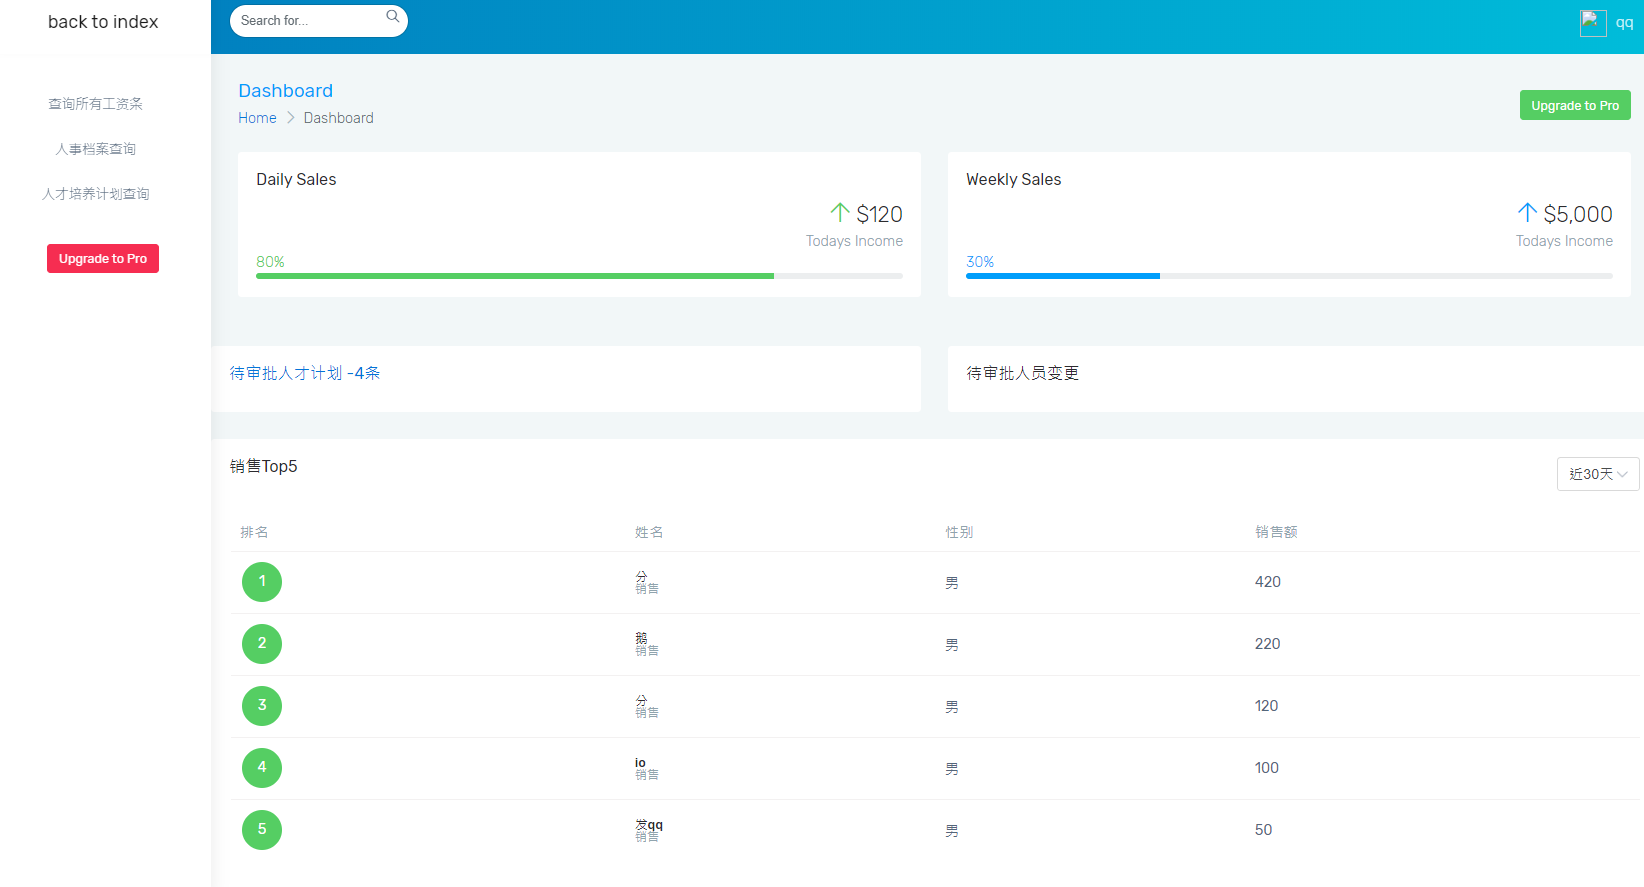 back to index
Search for...
qq
查询所有工资条
人事档案查询
人才培养计划查询
Upgrade to Pro
Dashboard
Home Dashboard
Upgrade to Pro
Daily Sales
$120
Todays Income
80%
Weekly Sales
$5,000
Todays Income
30%
待审批人才计划 -4条
待审批人员变更
销售Top5
近30天
排名 姓名 性别 销售额
1 分 男 420
销售
2 鹅 男 220
销售
3 分 男 120
销售
4 io 男 100
销售
5 发qq 男 50
销售